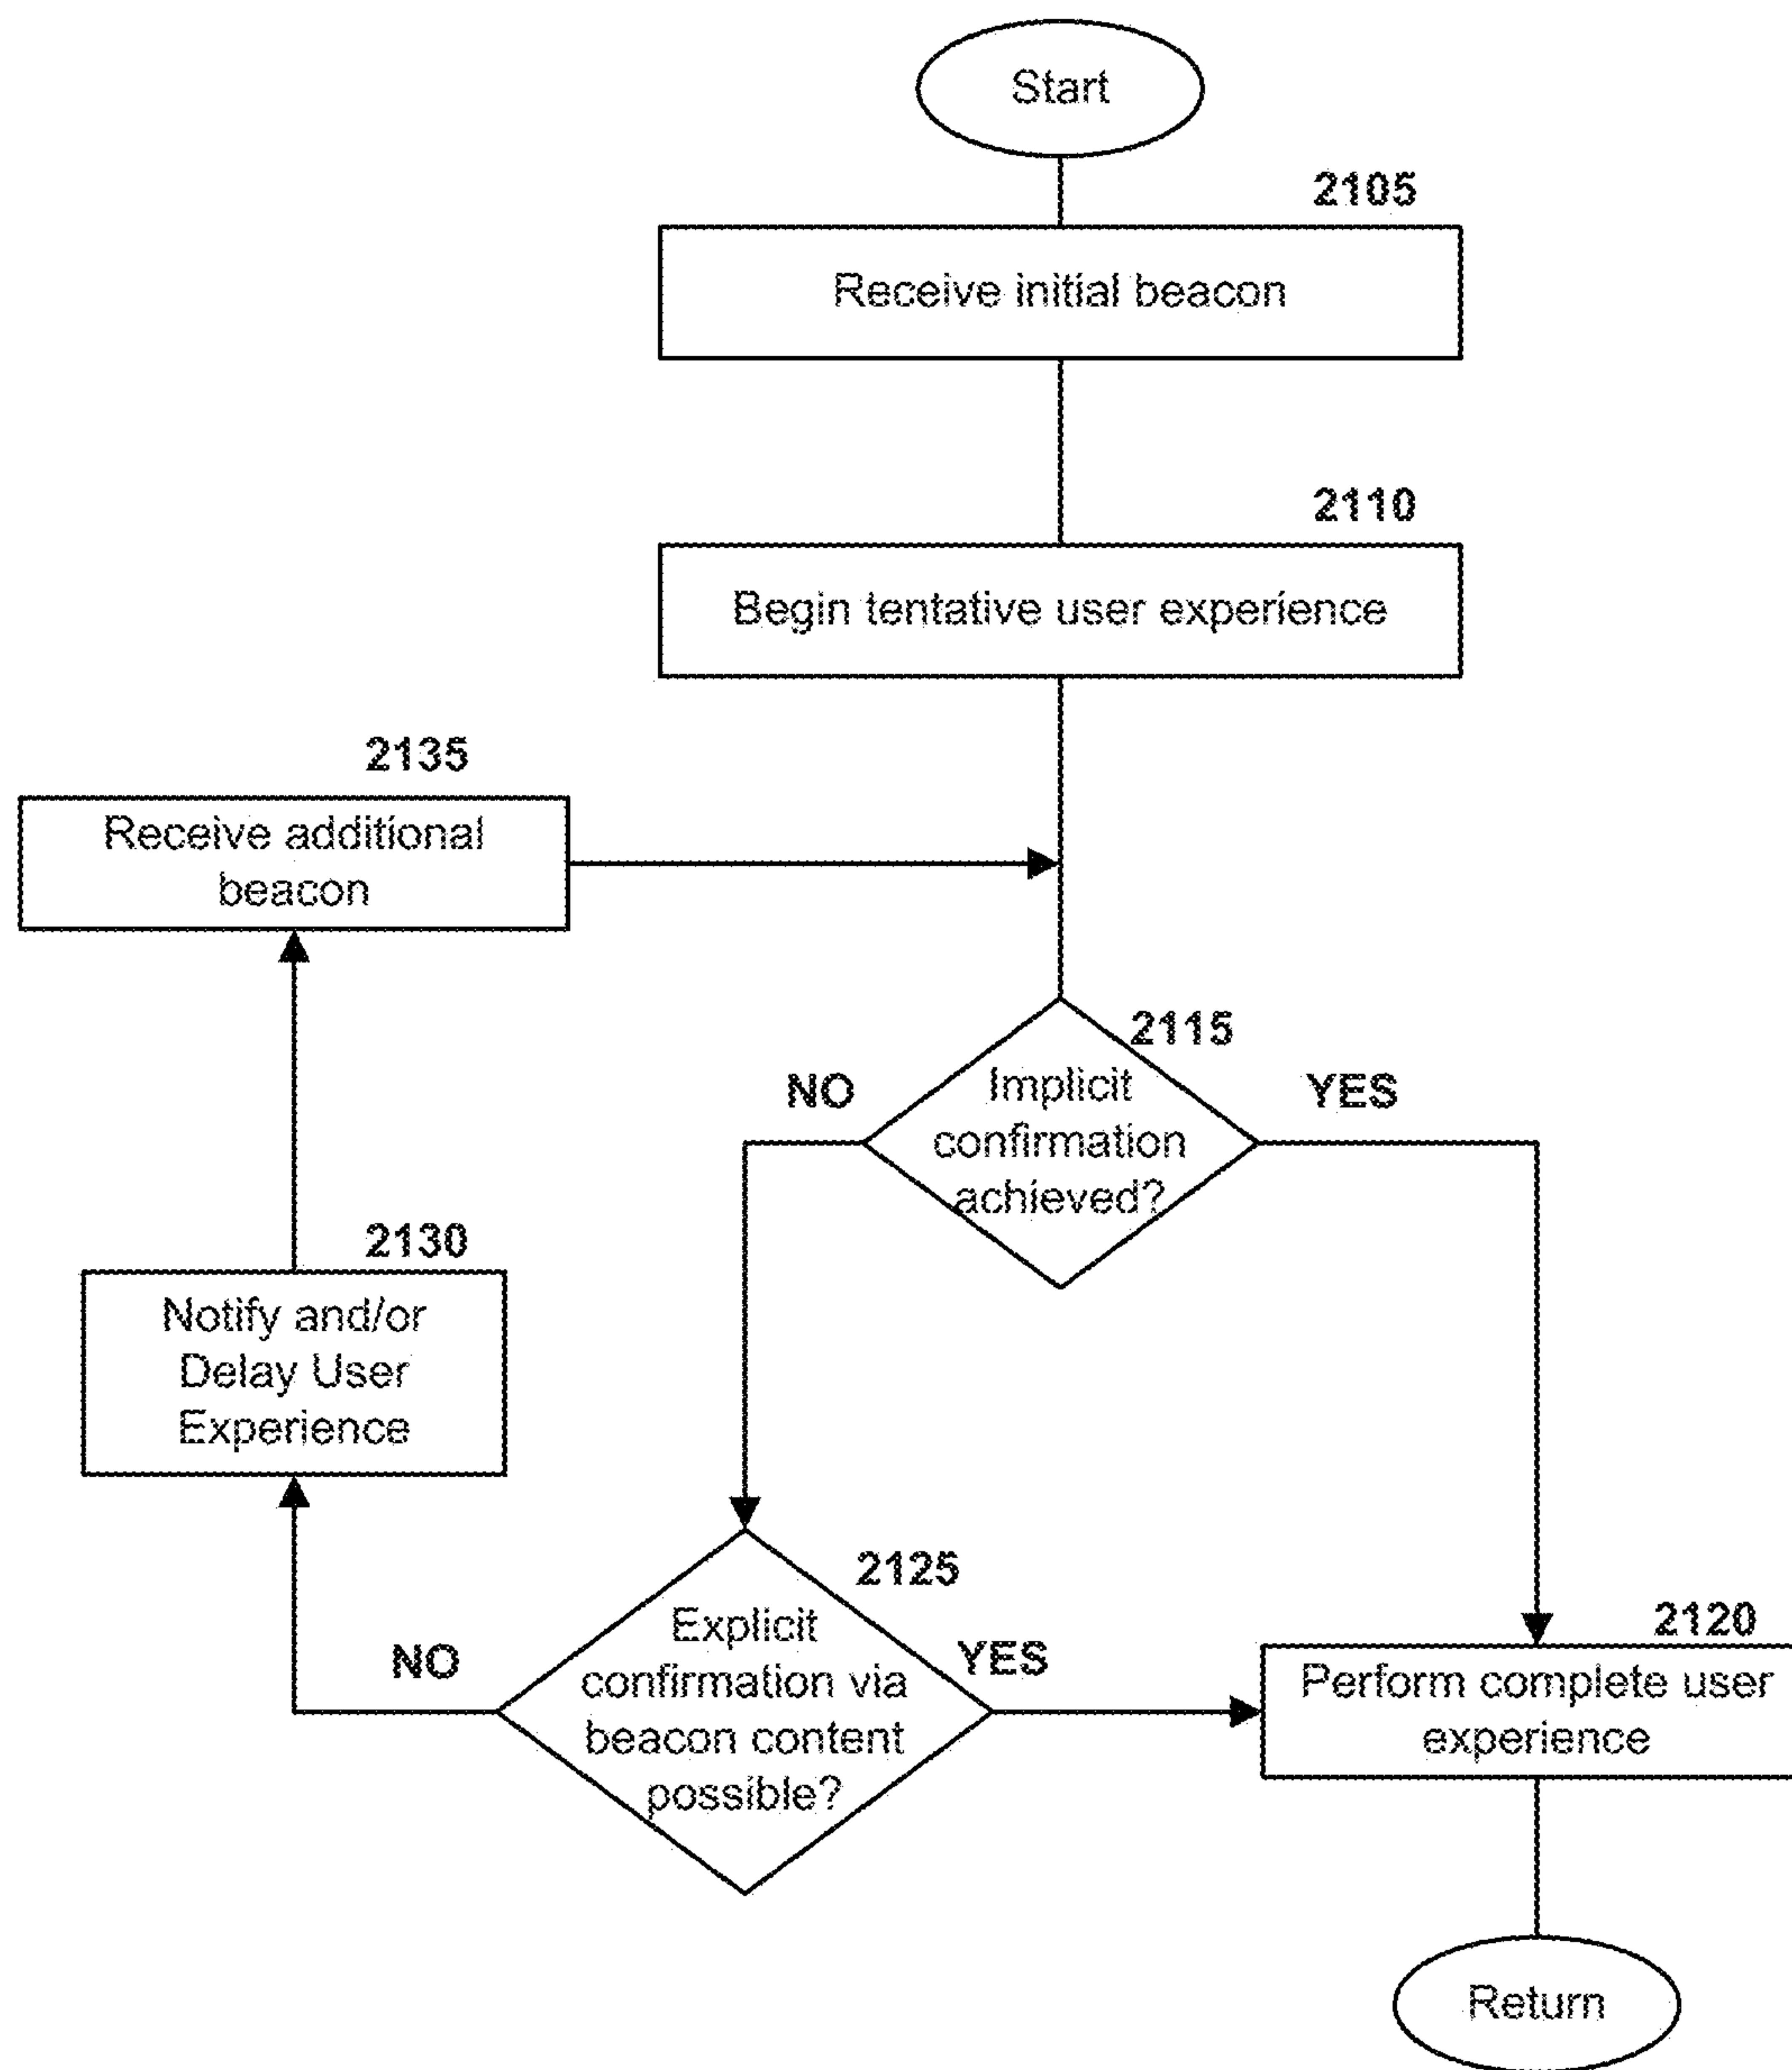 Start
2105
Receive initial beacon
2110
Begin tentative user experience
2135
Receive additional
beacon
2115
NO
Implicit
confirmation
achieved?
YES
2130
Notify and/or
Delay User
Experience
2125
NO
Explicit
confirmation via
beacon content
possible?
YES
2120
Perform complete user
experience
Return